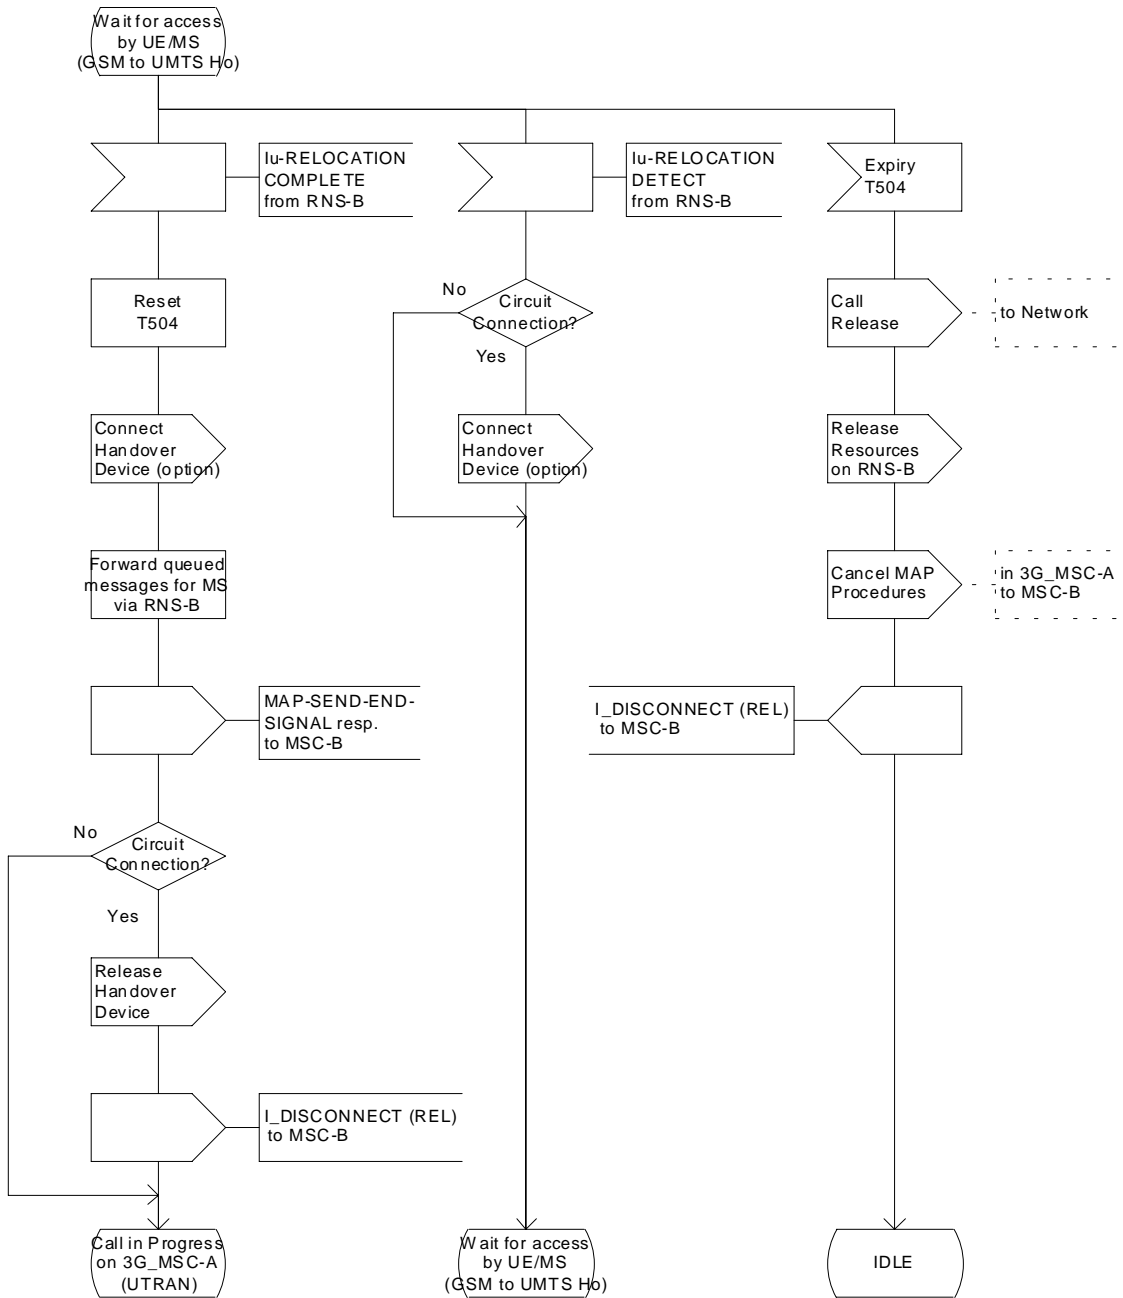 Wait for access
by UE/MS
(GSM to UMTS Ho)
Iu-RELOCATION
COMPLETE
from RNS-B
Iu-RELOCATION
DETECT
from RNS-B
Expiry
T504
Reset
T504
No
Circuit
Connection?
Yes
Call
Release
to Network
Connect
Handover
Device (option)
Connect
Handover
Device (option)
Release
Resources
on RNS-B
Forward queued
messages for MS
via RNS-B
Cancel MAP
Procedures
in 3G_MSC-A
to MSC-B
MAP-SEND-END-
SIGNAL resp.
to MSC-B
I_DISCONNECT (REL)
to MSC-B
No
Circuit
Connection?
Yes
Release
Handover
Device
I_DISCONNECT (REL)
to MSC-B
Call in Progress
on 3G_MSC-A
(UTRAN)
Wait for access
by UE/MS
(GSM to UMTS Ho)
IDLE